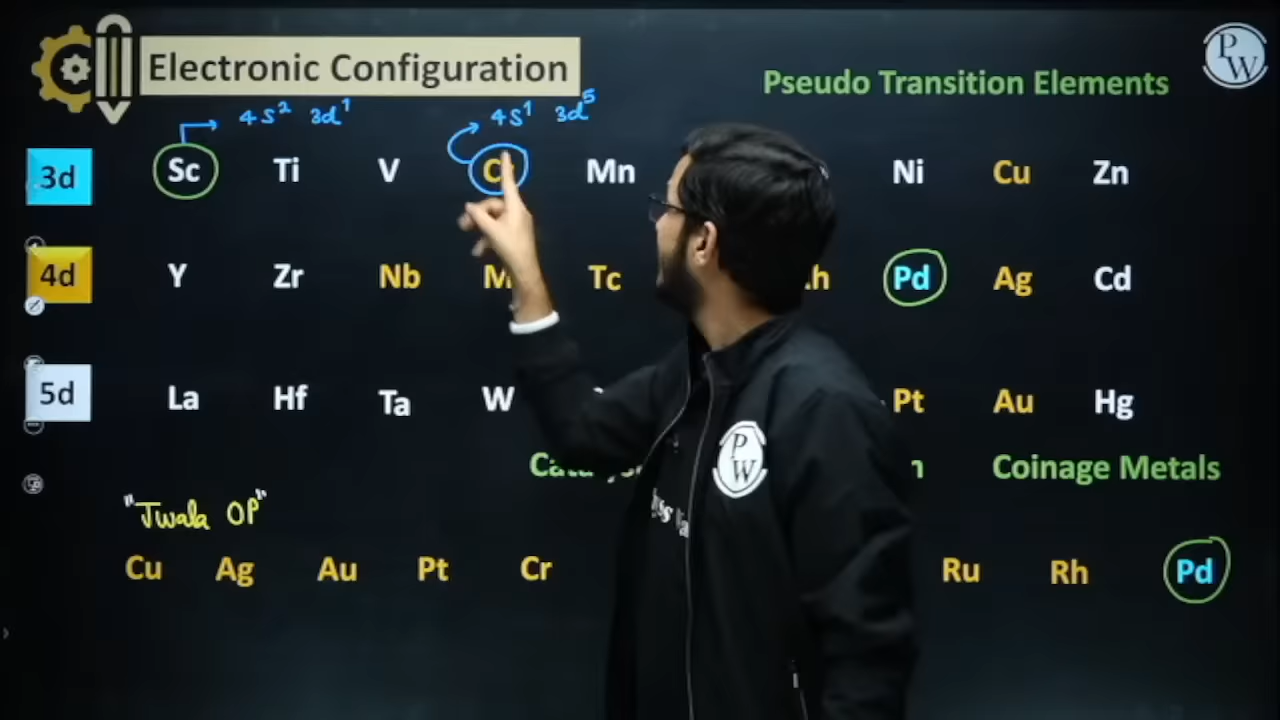 Electronic Configuration
Pseudo Transition Elements
PW
4s² 3d¹
4s¹ 3d⁵
3d Sc Ti V Mn Ni Cu Zn
4d Y Zr Nb Tc Pd Ag Cd
5d La Hf Ta W Pt Au Hg
Coinage Metals
PW
"Jwala OP"
Cu Ag Au Pt Cr Ru Rh Pd